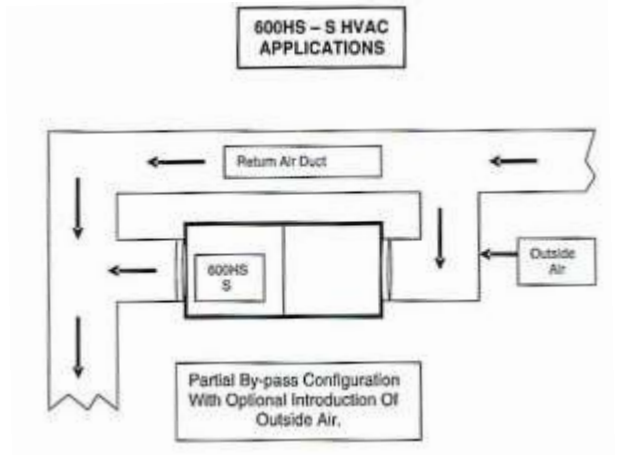 600HS – S HVAC
APPLICATIONS
Return Air Duct
Outside
Air
600HS
S
Partial By-pass Configuration
With Optional Introduction Of
Outside Air.